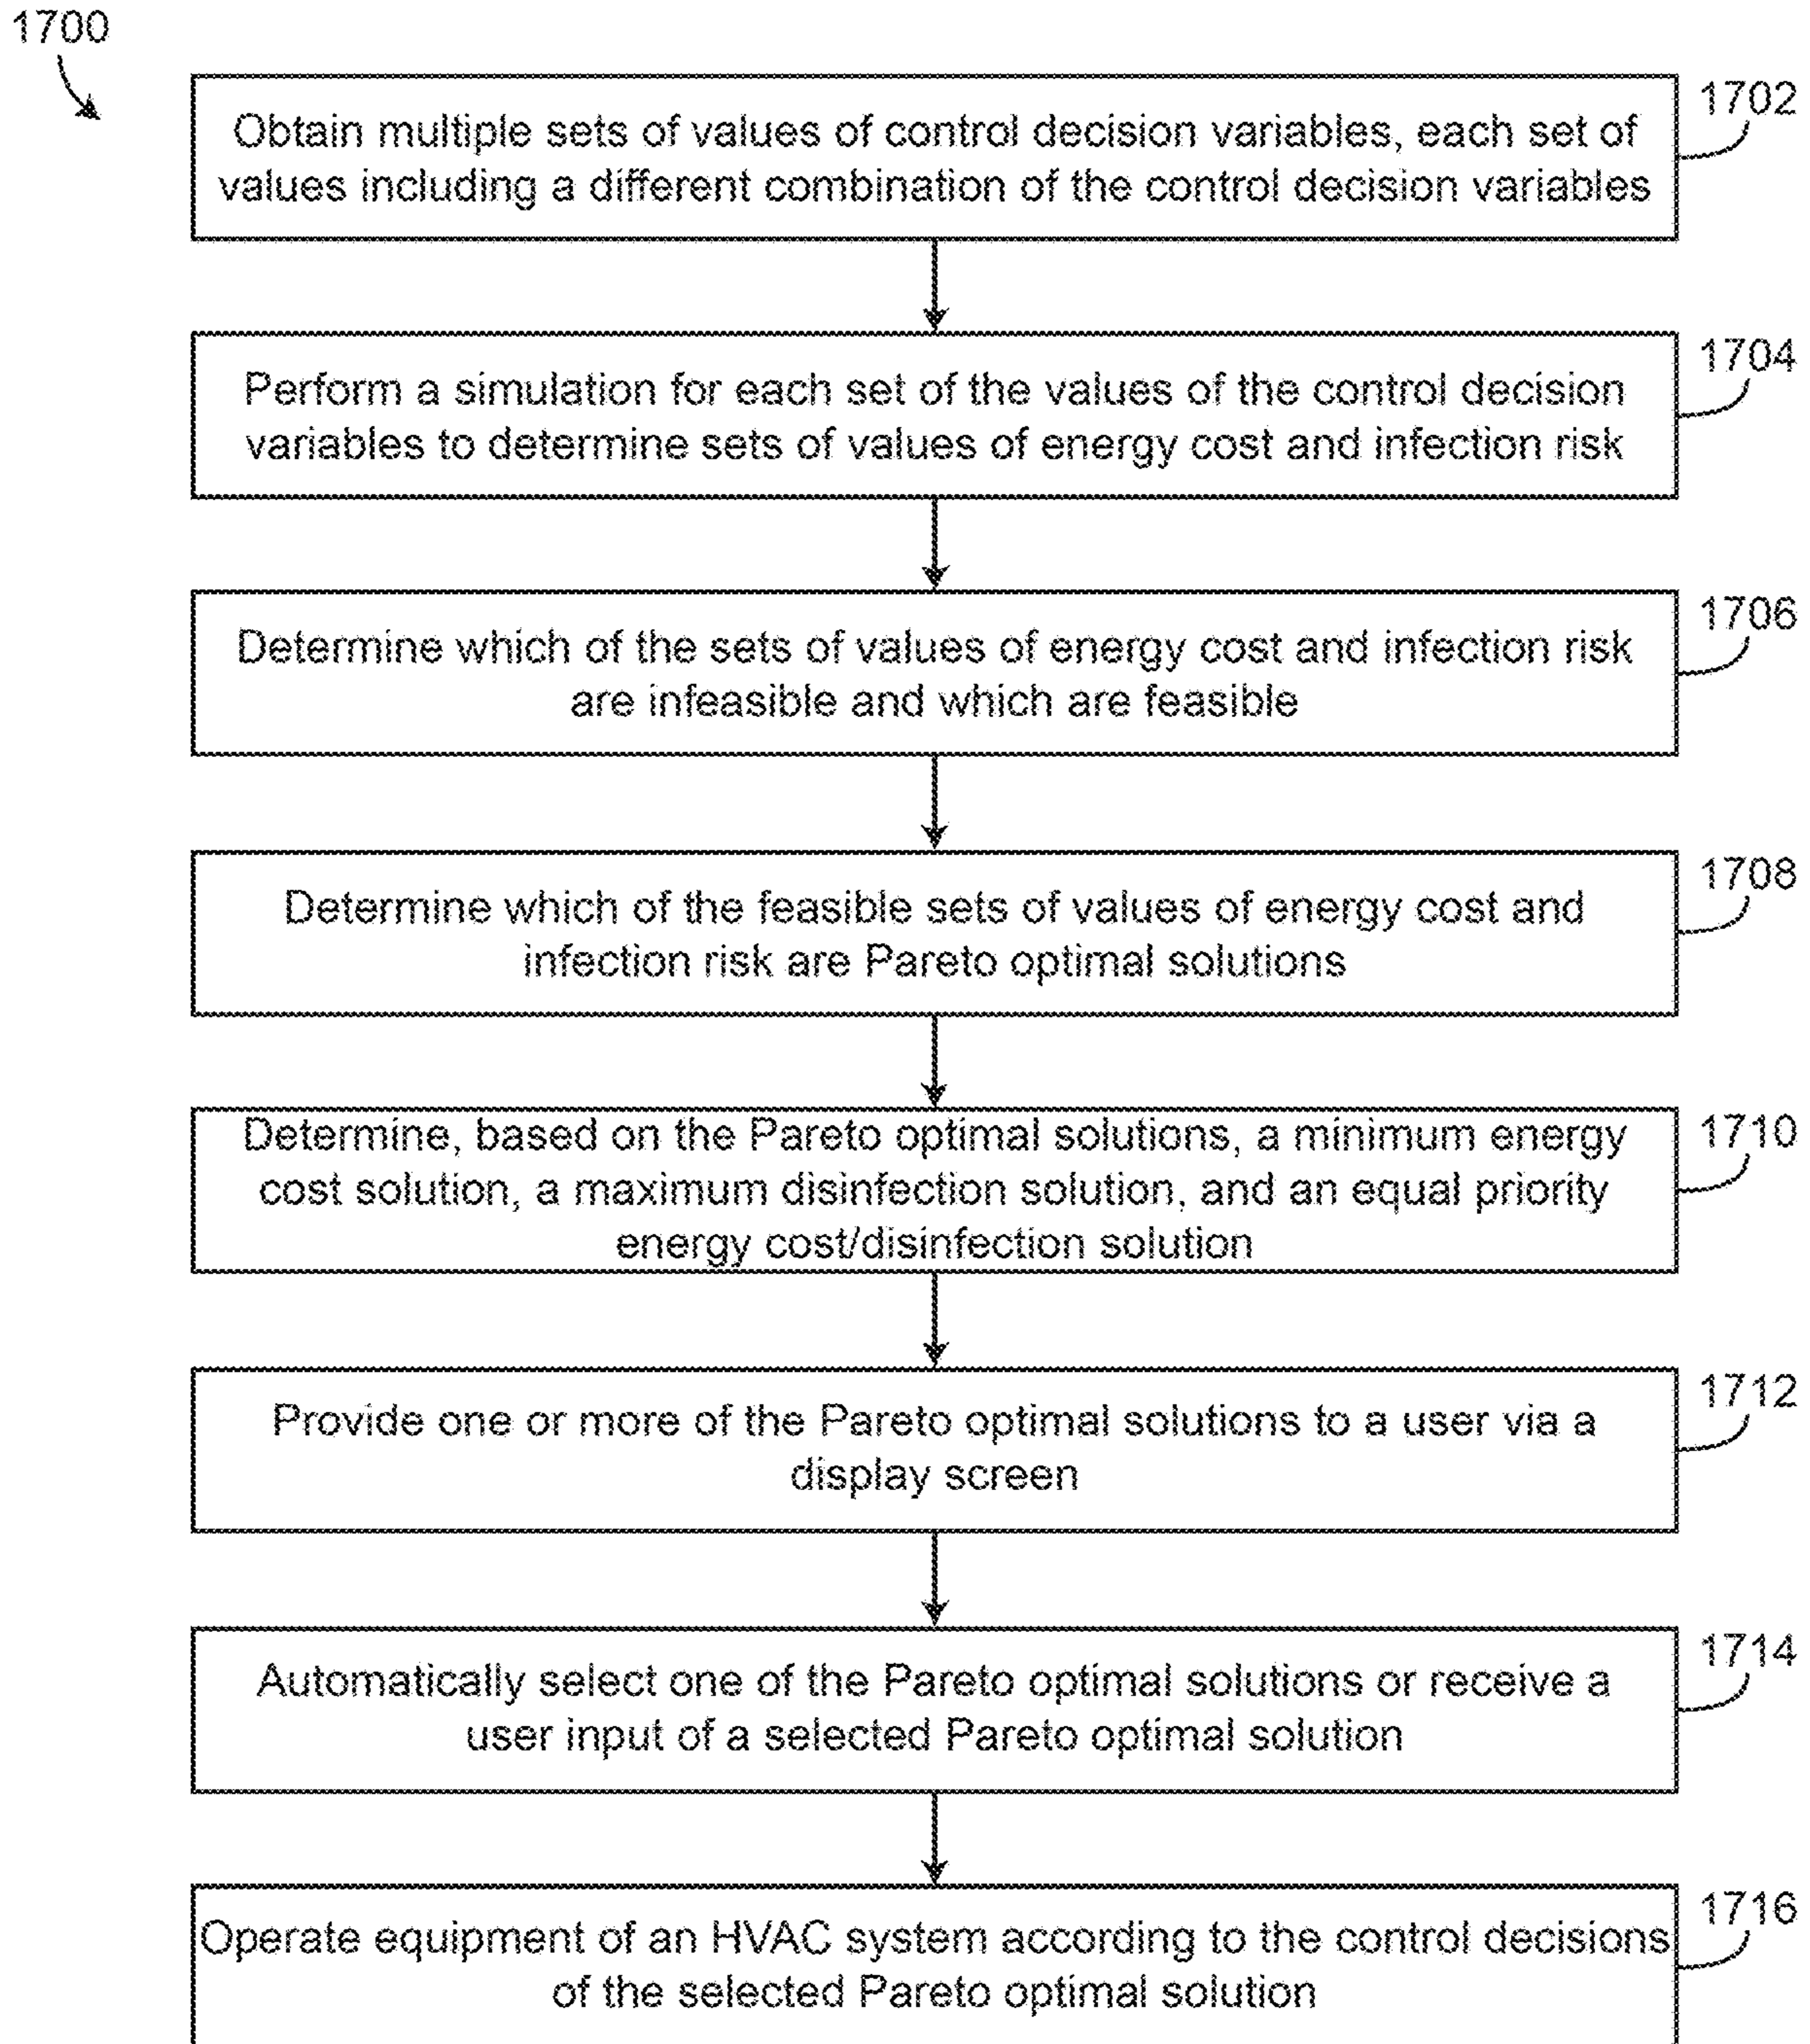 1700
1702
Obtain multiple sets of values of control decision variables, each set of
values including a different combination of the control decision variables
1704
Perform a simulation for each set of the values of the control decision
variables to determine sets of values of energy cost and infection risk
1706
Determine which of the sets of values of energy cost and infection risk
are infeasible and which are feasible
1708
Determine which of the feasible sets of values of energy cost and
infection risk are Pareto optimal solutions
1710
Determine, based on the Pareto optimal solutions, a minimum energy
cost solution, a maximum disinfection solution, and an equal priority
energy cost/disinfection solution
1712
Provide one or more of the Pareto optimal solutions to a user via a
display screen
1714
Automatically select one of the Pareto optimal solutions or receive a
user input of a selected Pareto optimal solution
1716
Operate equipment of an HVAC system according to the control decisions
of the selected Pareto optimal solution